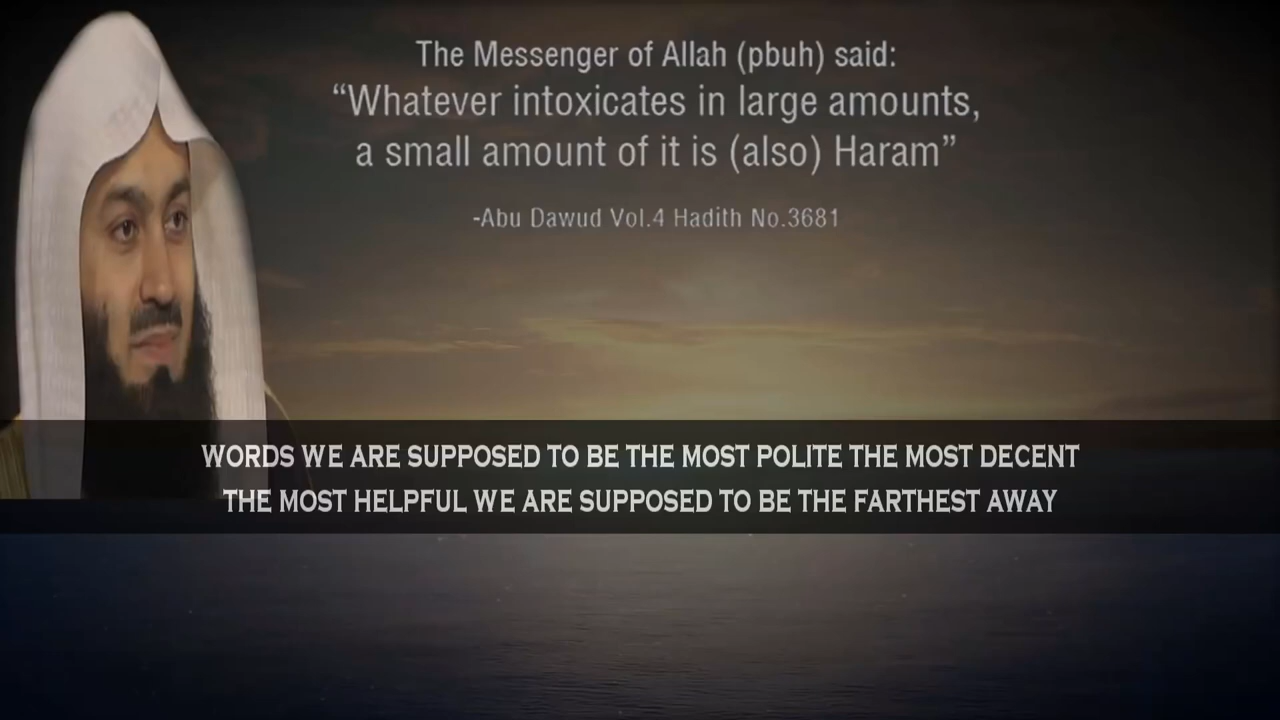 The Messenger of Allah (pbuh) said:
“Whatever intoxicates in large amounts,
a small amount of it is (also) Haram”
-Abu Dawud Vol.4 Hadith No.3681
WORDS WE ARE SUPPOSED TO BE THE MOST POLITE THE MOST DECENT
THE MOST HELPFUL WE ARE SUPPOSED TO BE THE FARTHEST AWAY